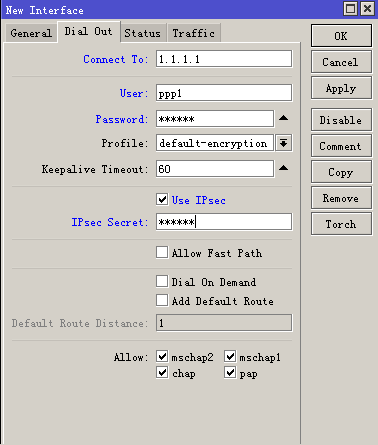 New Interface
General Dial Out Status Traffic
OK
Connect To: 1.1.1.1
Cancel
Apply
User: ppp1
Password: ******
Disable
Profile: default-encryption
Comment
Keepalive Timeout: 60
Copy
Use IPsec
Remove
IPsec Secret: ******
Torch
Allow Fast Path
Dial On Demand
Add Default Route
Default Route Distance: 1
Allow: mschap2 mschap1
chap pap